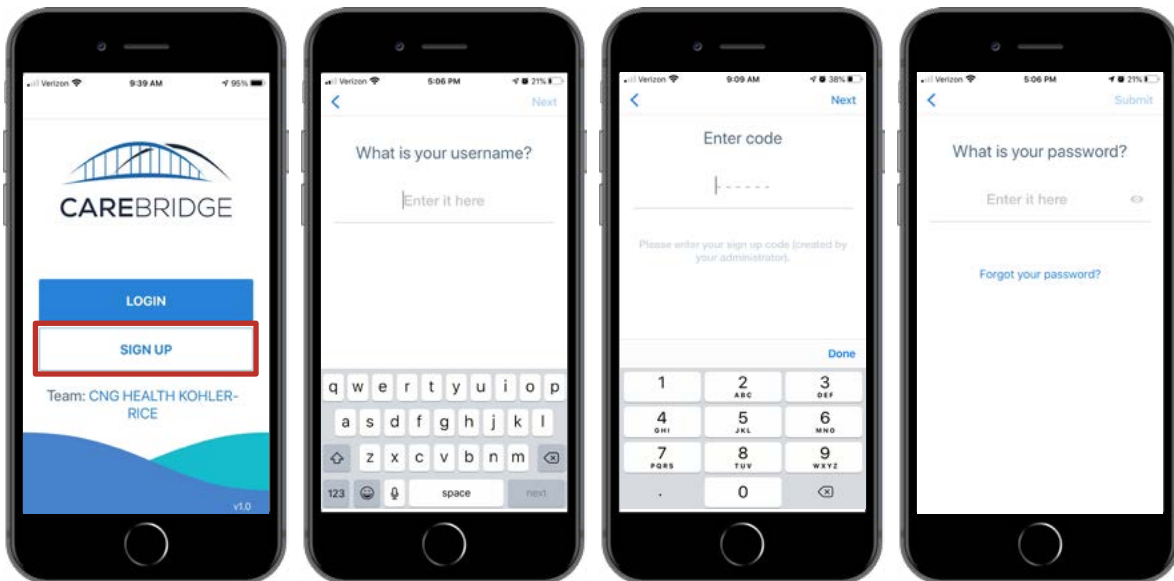 Verizon 9:39 AM 95%
CAREBRIDGE
LOGIN
SIGN UP
Team: CNG HEALTH KOHLER-
RICE
v1.0
Verizon 5:06 PM 21%
Next
What is your username?
Enter it here
q w e r t y u i o p
a s d f g h j k l
z x c v b n m
123 space next
Verizon 9:09 AM 38%
Next
Enter code
- - - - - -
Please enter your sign up code (created by
your administrator).
Done
1 2 3
ABC DEF
4 5 6
GHI JKL MNO
7 8 9
PQRS TUV WXYZ
. 0
Verizon 5:06 PM 21%
Submit
What is your password?
Enter it here
Forgot your password?